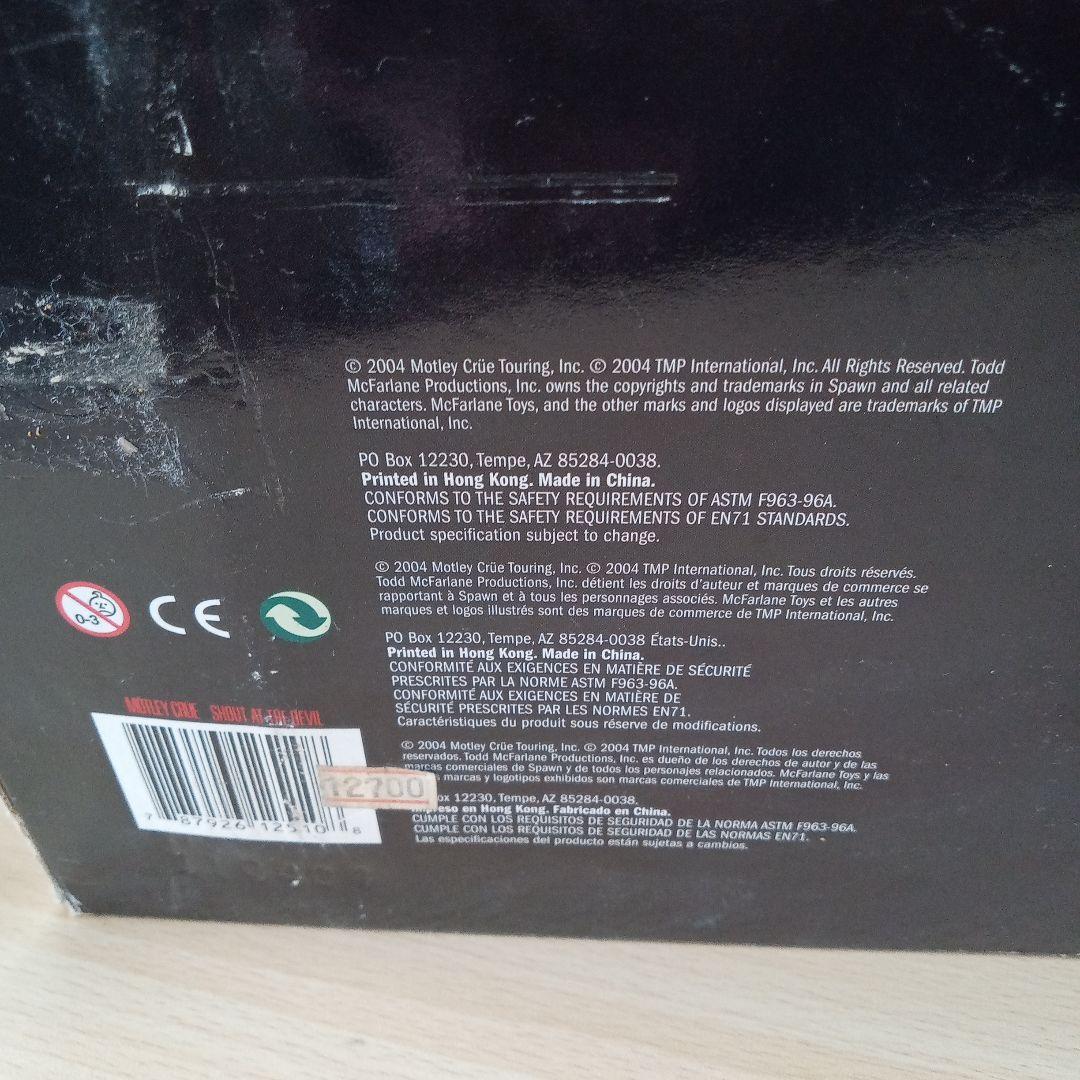 © 2004 Motley Crüe Touring, Inc. © 2004 TMP International, Inc. All Rights Reserved. Todd
McFarlane Productions, Inc. owns the copyrights and trademarks in Spawn and all related
characters. McFarlane Toys, and the other marks and logos displayed are trademarks of TMP
International, Inc.
PO Box 12230, Tempe, AZ 85284-0038.
Printed in Hong Kong. Made in China.
CONFORMS TO THE SAFETY REQUIREMENTS OF ASTM F963-96A.
CONFORMS TO THE SAFETY REQUIREMENTS OF EN71 STANDARDS.
Product specification subject to change.
© 2004 Motley Crüe Touring, Inc. © 2004 TMP International, Inc. Tous droits réservés.
Todd McFarlane Productions, Inc. détient les droits d'auteur et marques de commerce se
rapportant à Spawn et à tous les personnages associés. McFarlane Toys et les autres
marques et logos illustrés sont des marques de commerce de TMP International, Inc.
0-3
CE
PO Box 12230, Tempe, AZ 85284-0038 États-Unis..
Printed in Hong Kong. Made in China.
CONFORMITÉ AUX EXIGENCES EN MATIÈRE DE SÉCURITÉ
PRESCRITES PAR LA NORME ASTM F963-96A.
CONFORMITÉ AUX EXIGENCES EN MATIÈRE DE
SÉCURITÉ PRESCRITES PAR LES NORMES EN71.
Caractéristiques du produit sous réserve de modifications.
MÖTLEY CRÜE SHOUT AT THE DEVIL
© 2004 Motley Crüe Touring, Inc. © 2004 TMP International, Inc. Todos los derechos
reservados. Todd McFarlane Productions, Inc. es dueño de los derechos de autor y de las
marcas comerciales de Spawn y de todos los personajes relacionados. McFarlane Toys y las
marcas y logotipos exhibidos son marcas comerciales de TMP International, Inc.
12700
ox 12230, Tempe, AZ 85284-0038.
reso en Hong Kong. Fabricado en China.
CUMPLE CON LOS REQUISITOS DE SEGURIDAD DE LA NORMA ASTM F963-96A.
CUMPLE CON LOS REQUISITOS DE SEGURIDAD DE LAS NORMAS EN71.
Las especificaciones del producto están sujetas a cambios.
7 87926 12510 8